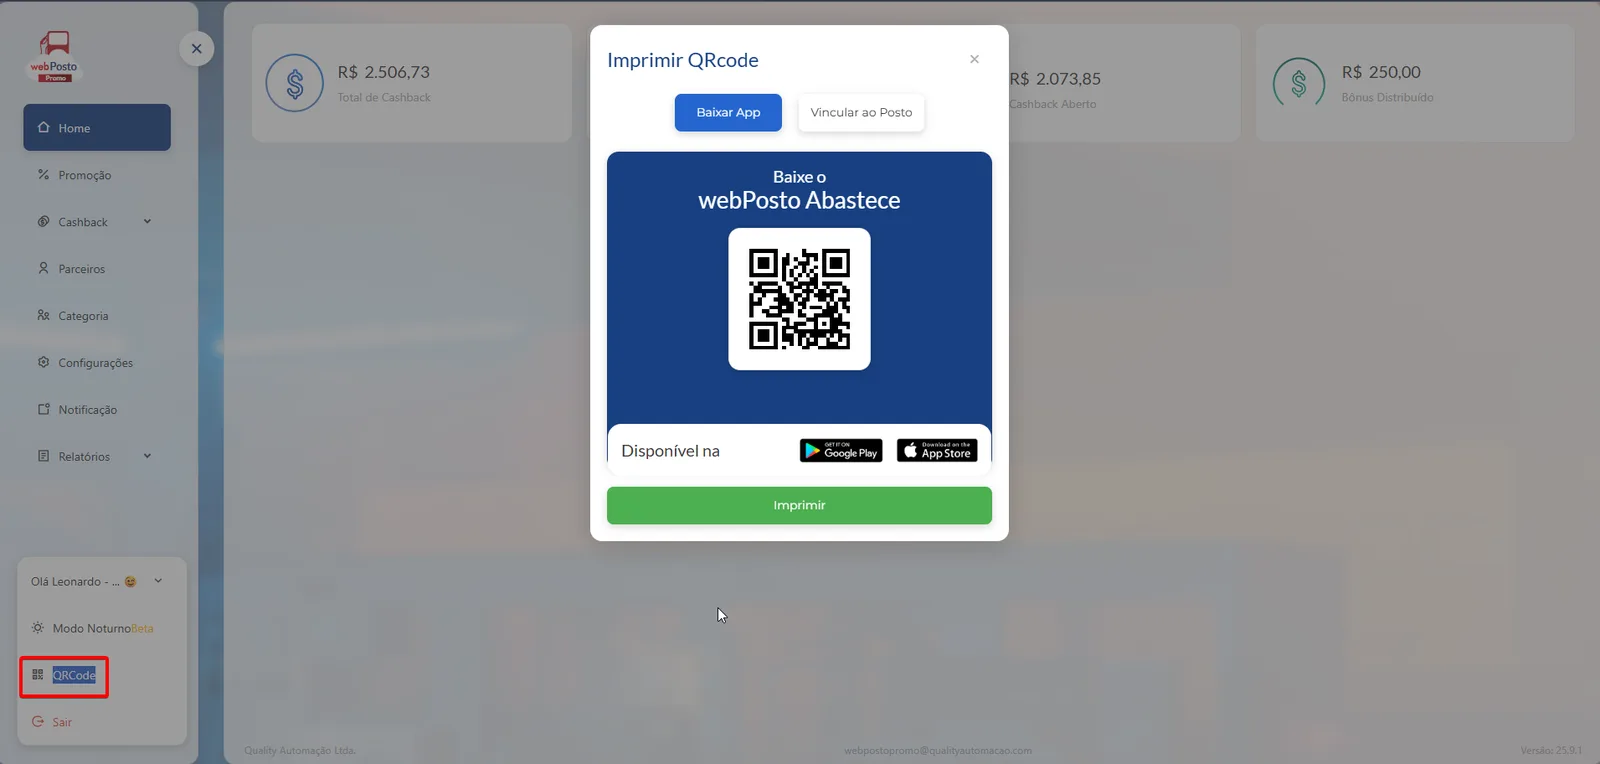 webPosto
Promo
Home
Promoção
Cashback
Parceiros
Categoria
Configurações
Notificação
Relatórios
Olá Leonardo - ...
Modo NoturnoBeta
QRCode
Sair
R$ 2.506,73
Total de Cashback
R$ 2.073,85
Cashback Aberto
R$ 250,00
Bônus Distribuído
Imprimir QRcode
Baixar App
Vincular ao Posto
Baixe o
webPosto Abastece
Disponível na
GET IT ON
Google Play
Download on the
App Store
Imprimir
Quality Automação Ltda.
webpostopromo@qualityautomacao.com
Versão: 25.9.1